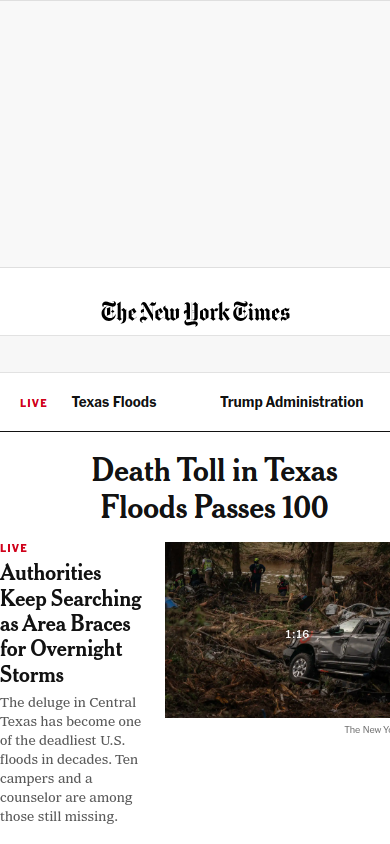 The New York Times
LIVE Texas Floods Trump Administration
Death Toll in Texas
Floods Passes 100
LIVE
Authorities
Keep Searching
as Area Braces
for Overnight
Storms
The deluge in Central
Texas has become one
of the deadliest U.S.
floods in decades. Ten
campers and a
counselor are among
those still missing.
1:16
The New Yo